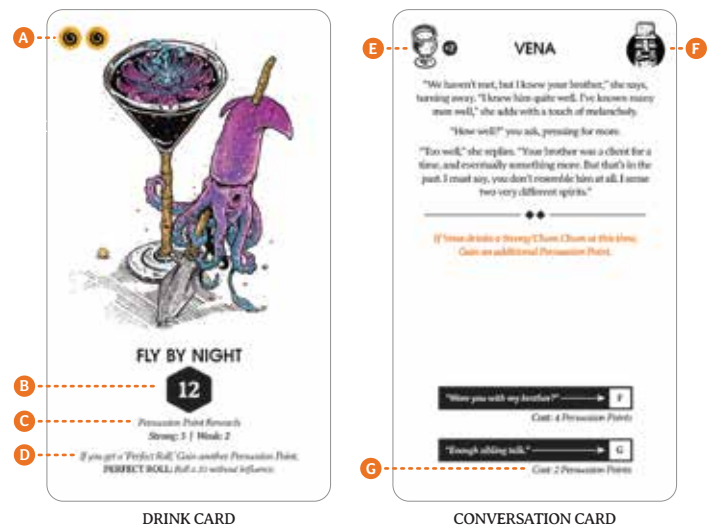 A
B
C
D
FLY BY NIGHT
12
Persuasion Point Rewards
Strong: 3 | Weak: 2
If you get a 'Perfect Roll,' Gain another Persuasion Point.
PERFECT ROLL: Roll a 10 without Influence.
DRINK CARD
E
F
G
VENA
"We haven't met, but I knew your brother," she says,
turning away. "I knew him quite well. I've known many
men well," she adds with a touch of melancholy.
"How well?" you ask, pressing for more.
"Too well," she replies. "Your brother was a client for a
time, and eventually something more. But that's in the
past. I must say, you don't resemble him at all. I sense
two very different spirits."
If Vena drinks a Strong Chum Chum at this time,
Gain an additional Persuasion Point.
"Were you with my brother?" F
Cost: 4 Persuasion Points
"Enough sibling talk." G
Cost: 2 Persuasion Points
CONVERSATION CARD